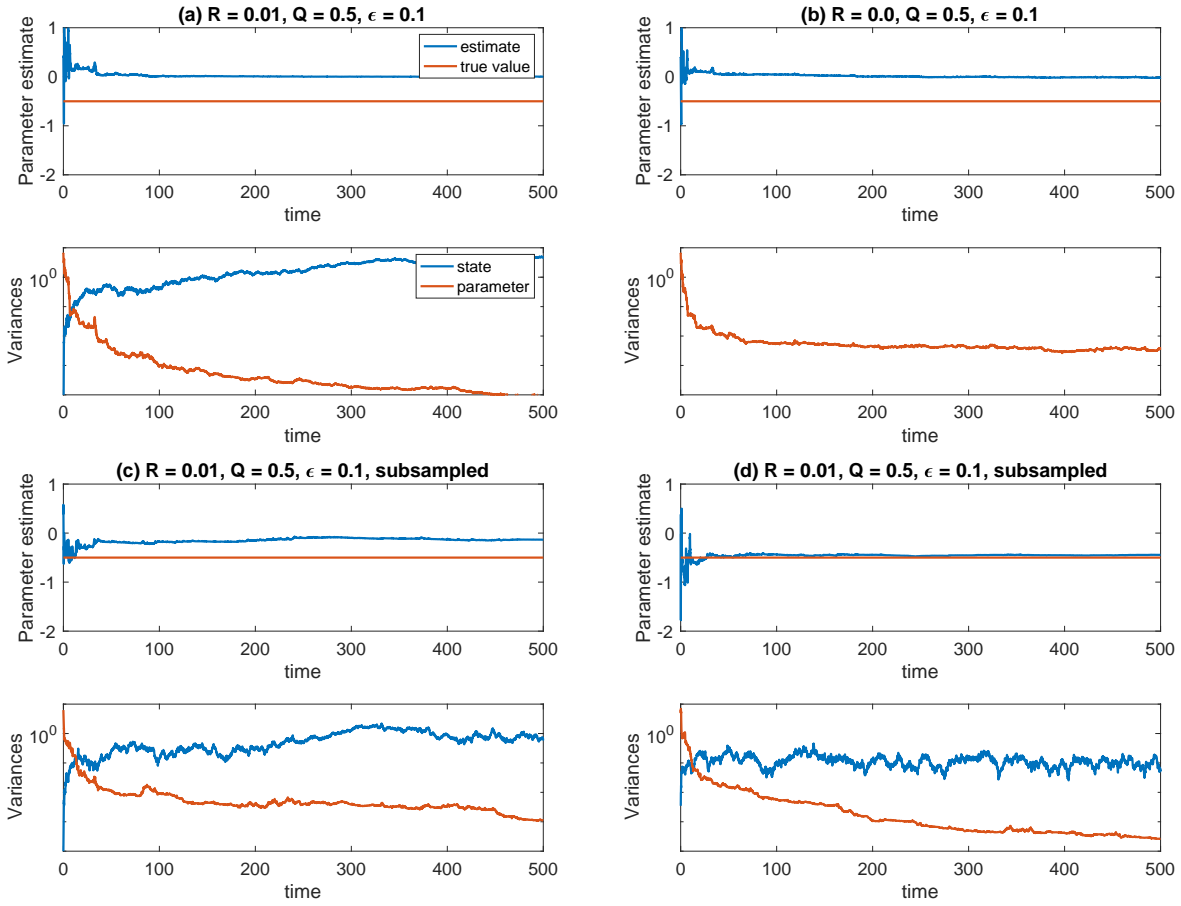 (a) R = 0.01, Q = 0.5, ϵ = 0.1
Parameter estimate
1
0
-1
-2
estimate
true value
0 100 200 300 400 500
time
Variances
10^0
state
parameter
0 100 200 300 400 500
time
(b) R = 0.0, Q = 0.5, ϵ = 0.1
Parameter estimate
1
0
-1
-2
0 100 200 300 400 500
time
Variances
10^0
0 100 200 300 400 500
time
(c) R = 0.01, Q = 0.5, ϵ = 0.1, subsampled
Parameter estimate
1
0
-1
-2
0 100 200 300 400 500
time
Variances
10^0
0 100 200 300 400 500
time
(d) R = 0.01, Q = 0.5, ϵ = 0.1, subsampled
Parameter estimate
1
0
-1
-2
0 100 200 300 400 500
time
Variances
10^0
0 100 200 300 400 500
time